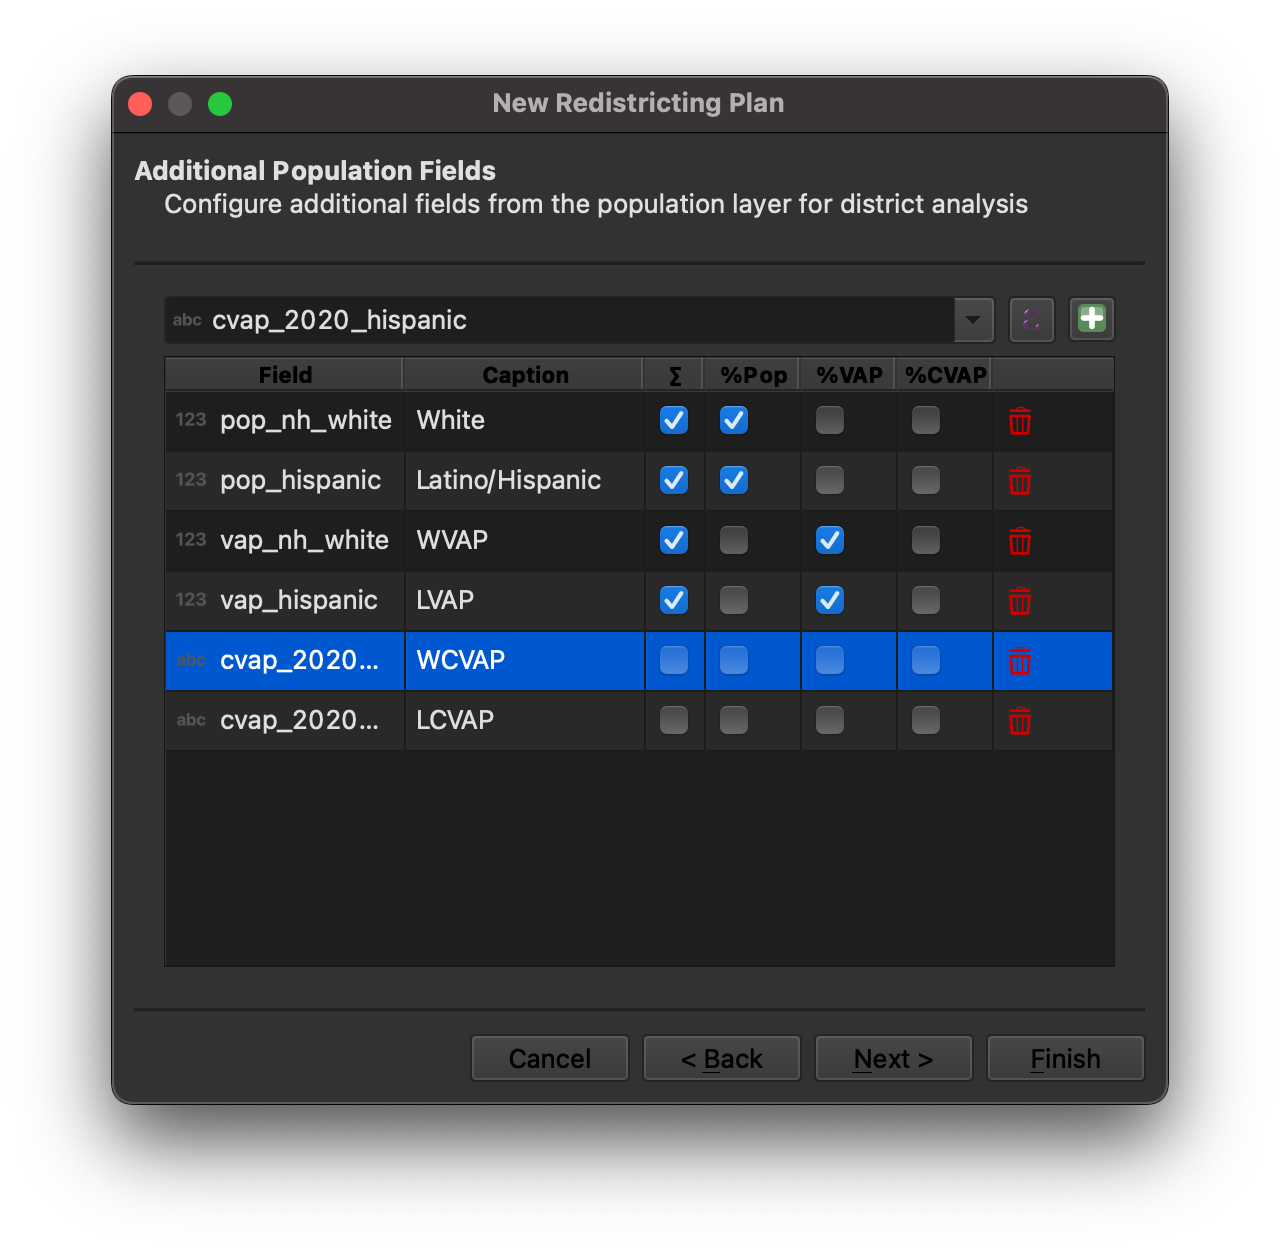 New Redistricting Plan
Additional Population Fields
Configure additional fields from the population layer for district analysis
abc cvap_2020_hispanic
Field Caption ∑ %Pop %VAP %CVAP
123 pop_nh_white White
123 pop_hispanic Latino/Hispanic
123 vap_nh_white WVAP
123 vap_hispanic LVAP
abc cvap_2020... WCVAP
abc cvap_2020... LCVAP
Cancel < Back Next > Finish